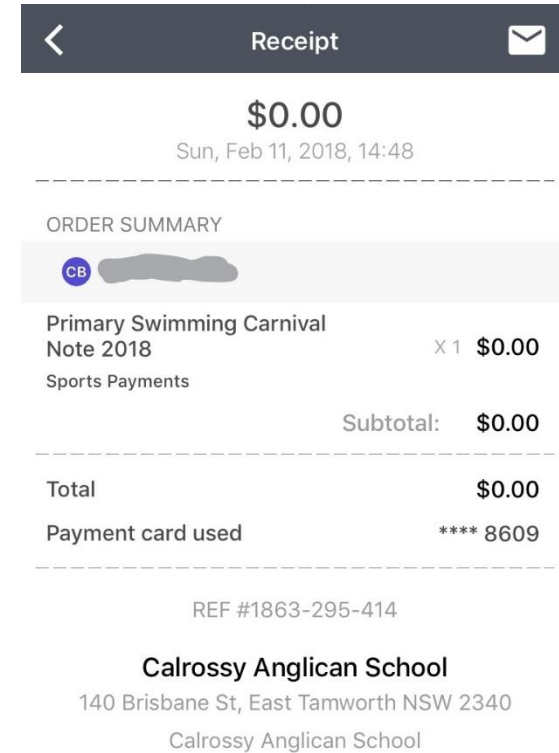 Receipt
$0.00
Sun, Feb 11, 2018, 14:48
ORDER SUMMARY
CB
Primary Swimming Carnival
Note 2018 X 1 $0.00
Sports Payments
Subtotal: $0.00
Total $0.00
Payment card used **** 8609
REF #1863-295-414
Calrossy Anglican School
140 Brisbane St, East Tamworth NSW 2340
Calrossy Anglican School